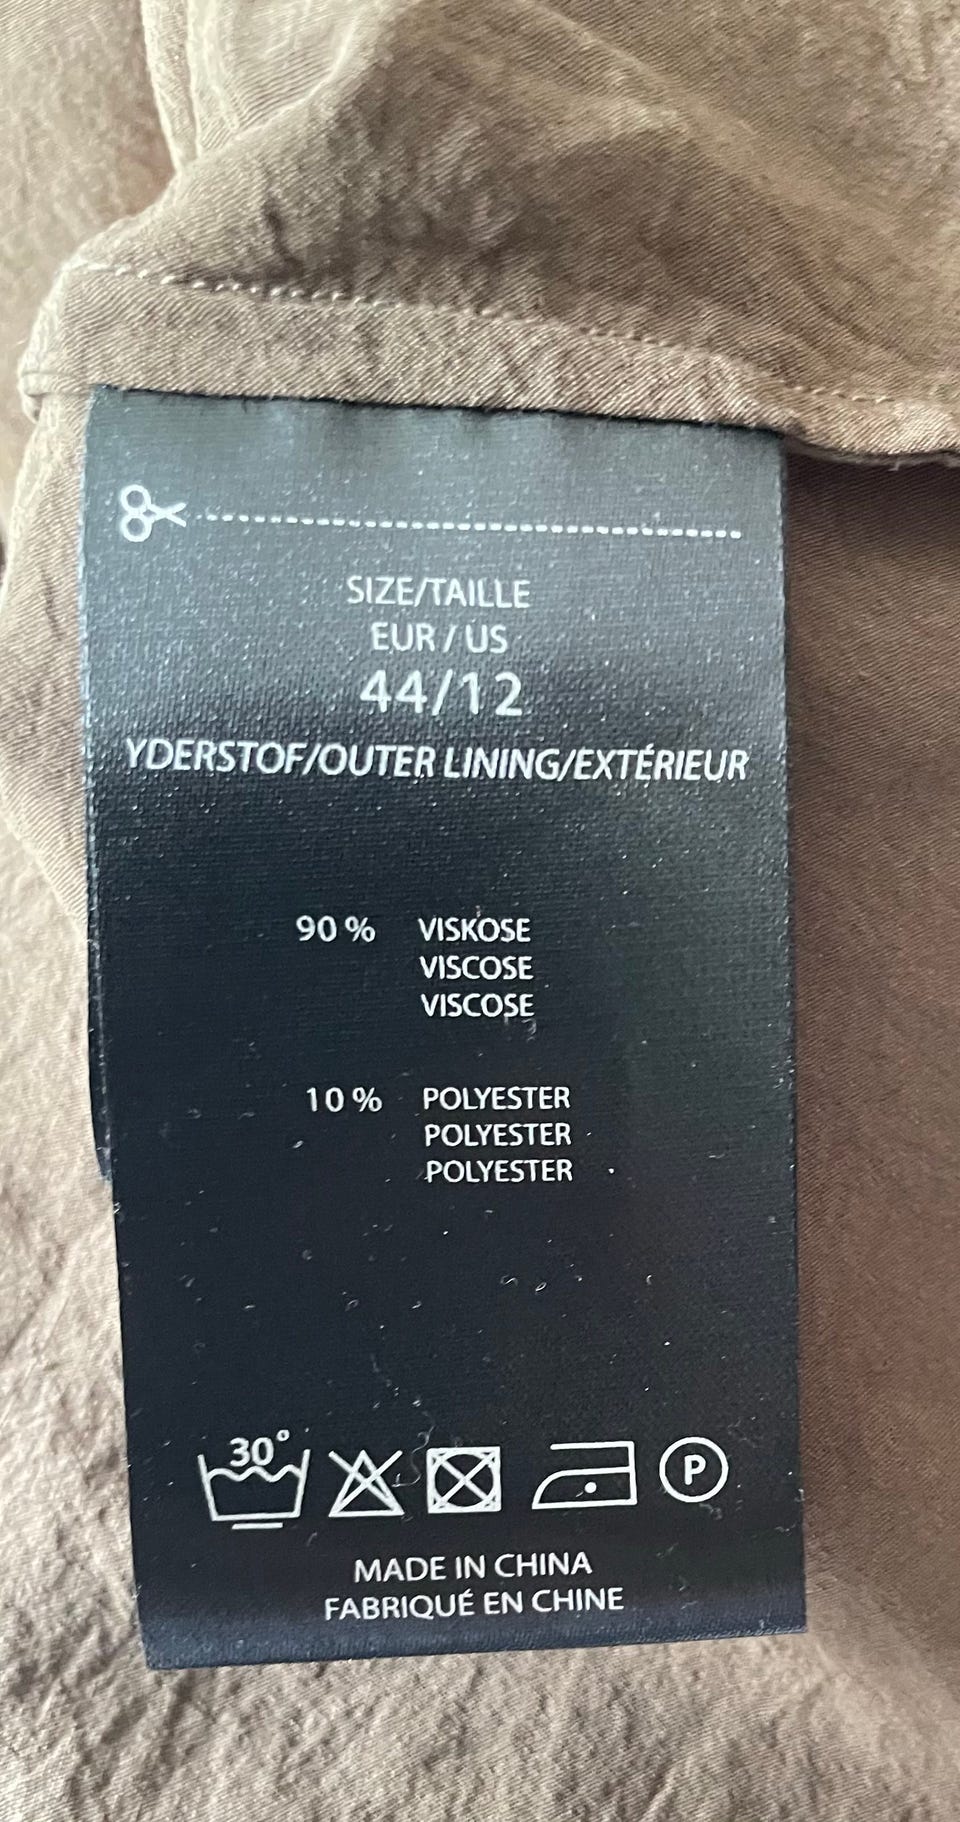 SIZE/TAILLE
EUR / US
44/12
YDERSTOF/OUTER LINING/EXTÉRIEUR
90 % VISKOSE
VISCOSE
VISCOSE
10 % POLYESTER
POLYESTER
POLYESTER
30°
P
MADE IN CHINA
FABRIQUÉ EN CHINE